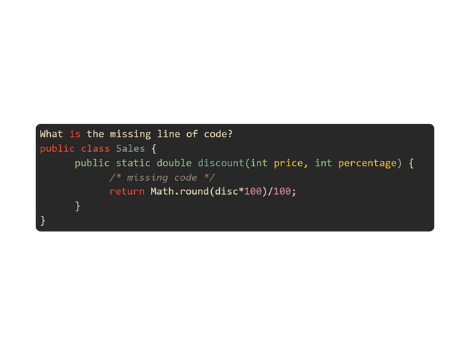 What is the missing line of code?
public class Sales {
public static double discount(int price, int percentage) {
/* missing code */
return Math.round(disc*100)/100;
}
}